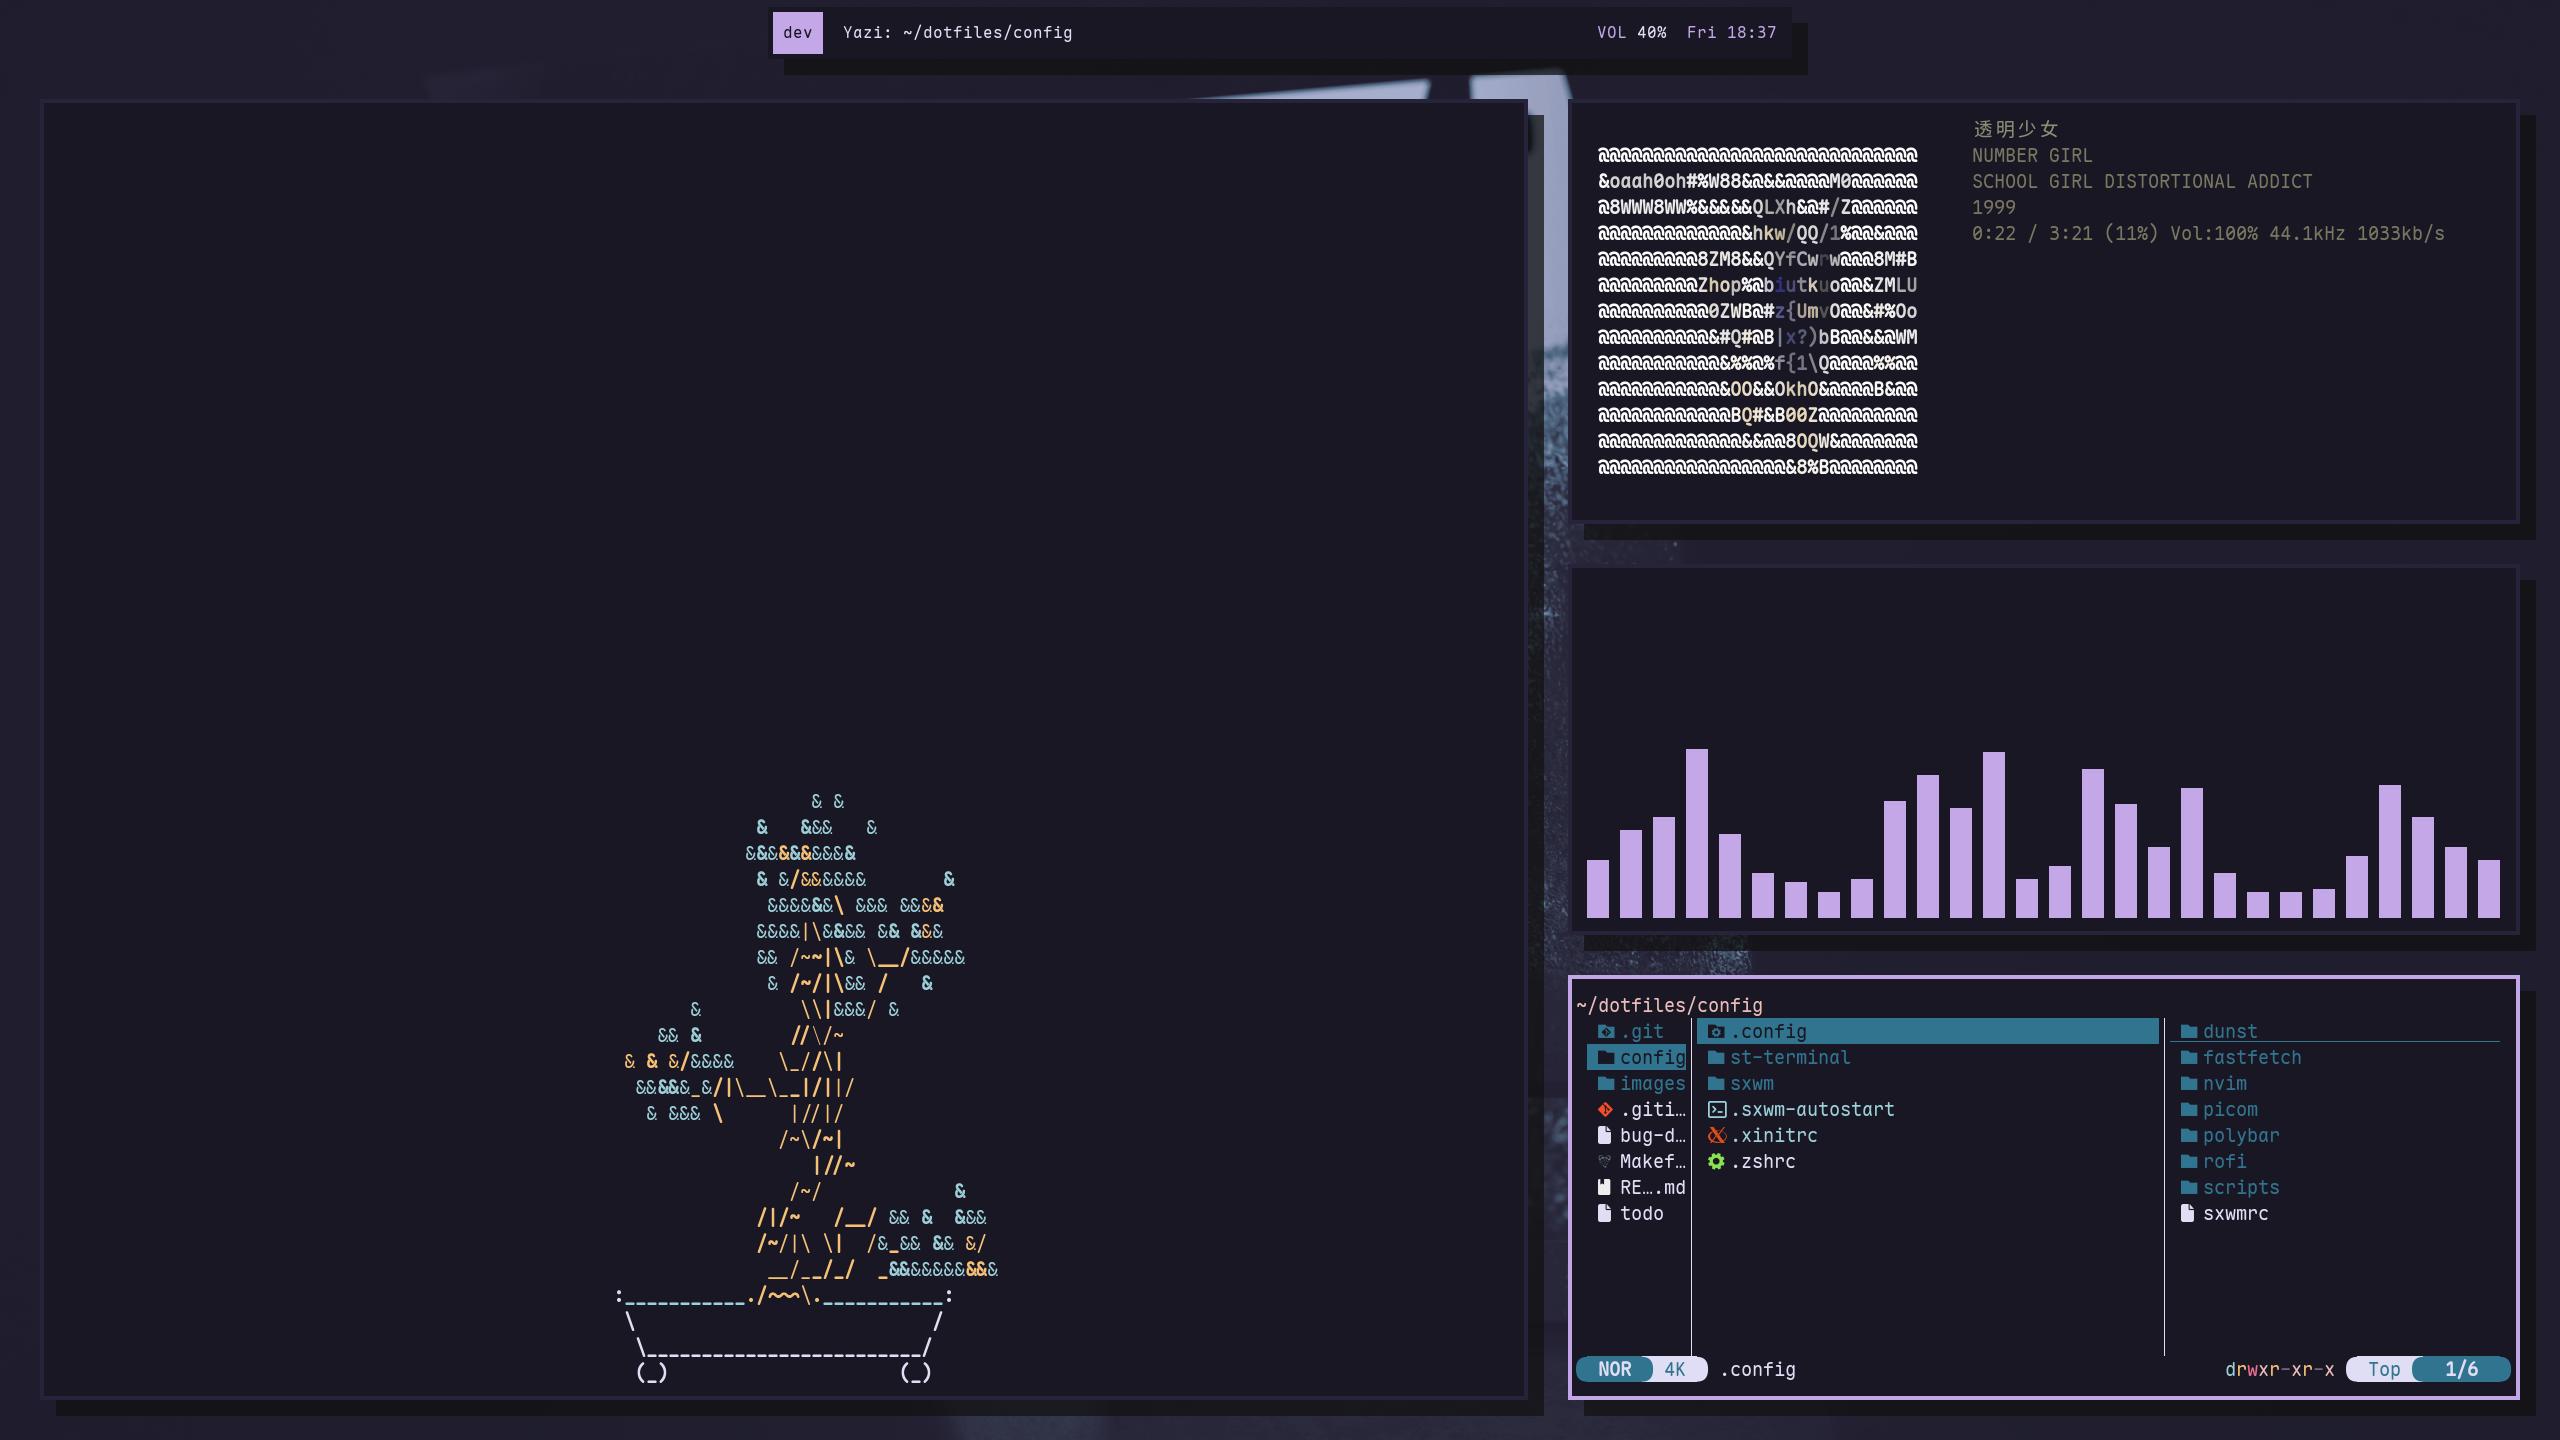 dev Yazi: ~/dotfiles/config VOL 40% Fri 18:37
透明少女
NUMBER GIRL
SCHOOL GIRL DISTORTIONAL ADDICT
1999
0:22 / 3:21 (11%) Vol:100% 44.1kHz 1033kb/s
~/dotfiles/config
.git
config
images
.giti…
bug-d…
Makef…
RE….md
todo
.config
st-terminal
sxwm
.sxwm-autostart
.xinitrc
.zshrc
dunst
fastfetch
nvim
picom
polybar
rofi
scripts
sxwmrc
NOR 4K .config drwxr-xr-x Top 1/6